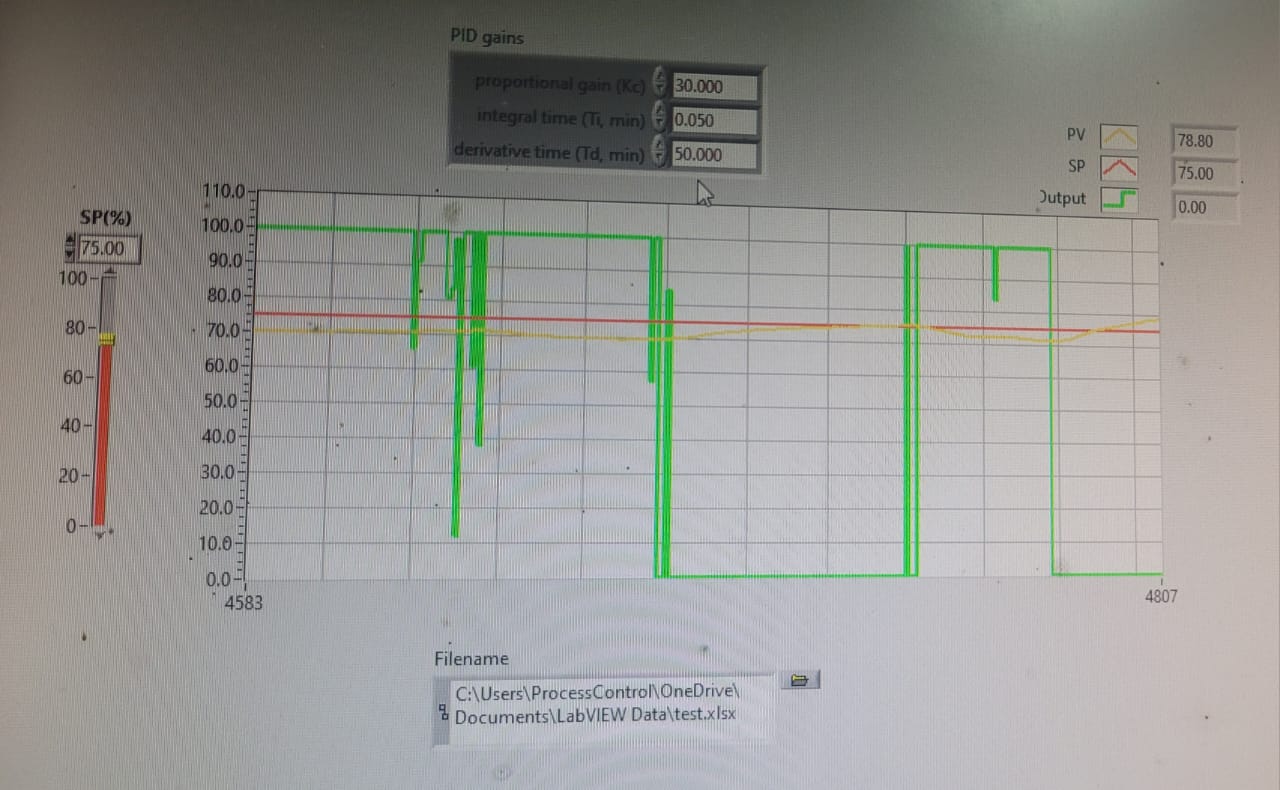 PID gains
proportional gain (Kc) 30.000
integral time (Ti, min) 0.050
derivative time (Td, min) 50.000
PV 78.80
SP 75.00
Output 0.00
SP(%)
75.00
100
80
60
40
20
0
110.0
100.0
90.0
80.0
70.0
60.0
50.0
40.0
30.0
20.0
10.0
0.0
4583
4807
Filename
C:\Users\ProcessControl\OneDrive\
Documents\LabVIEW Data\test.xlsx